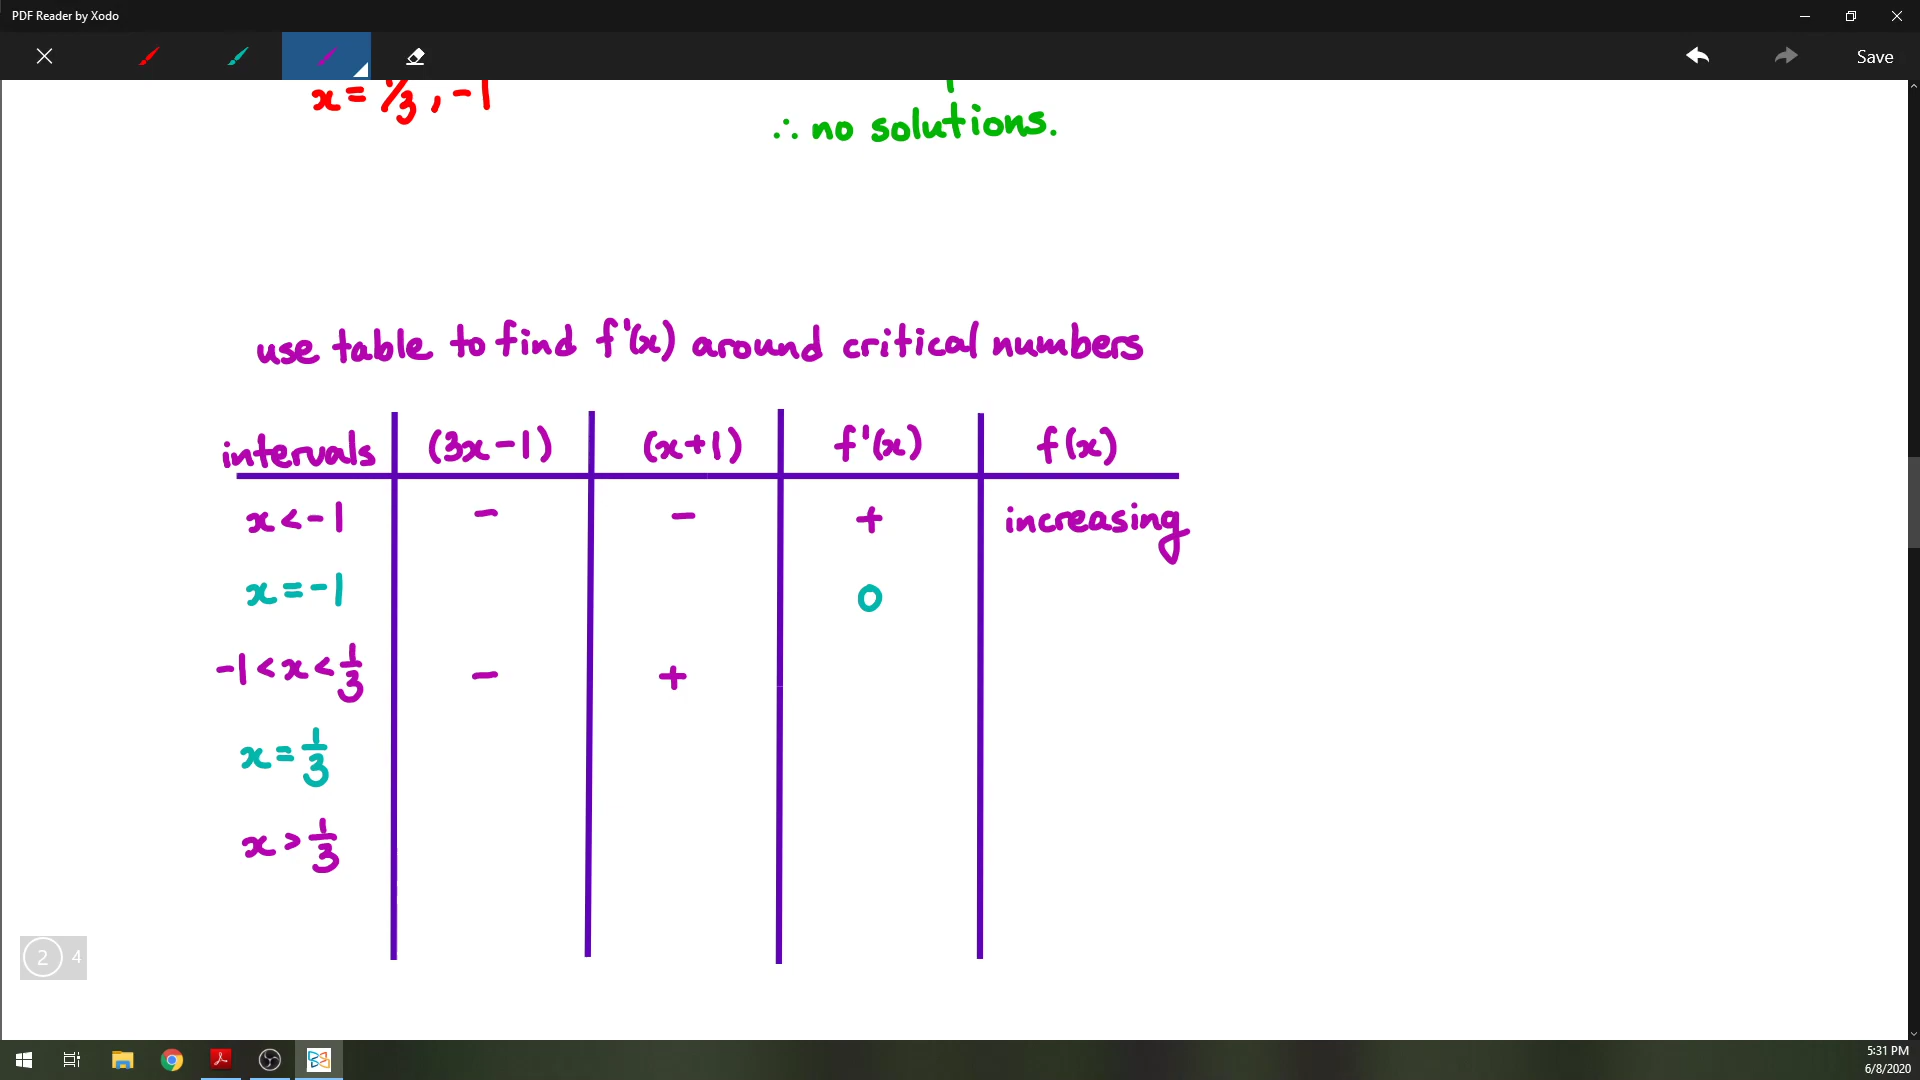 PDF Reader by Xodo
Save
x = 1/3, -1
∴ no solutions.
use table to find f'(x) around critical numbers
intervals (3x-1) (x+1) f'(x) f(x)
x < -1 - - + increasing
x = -1 0
-1 < x < 1/3 - +
x = 1/3
x > 1/3
2 4
5:31 PM
6/8/2020